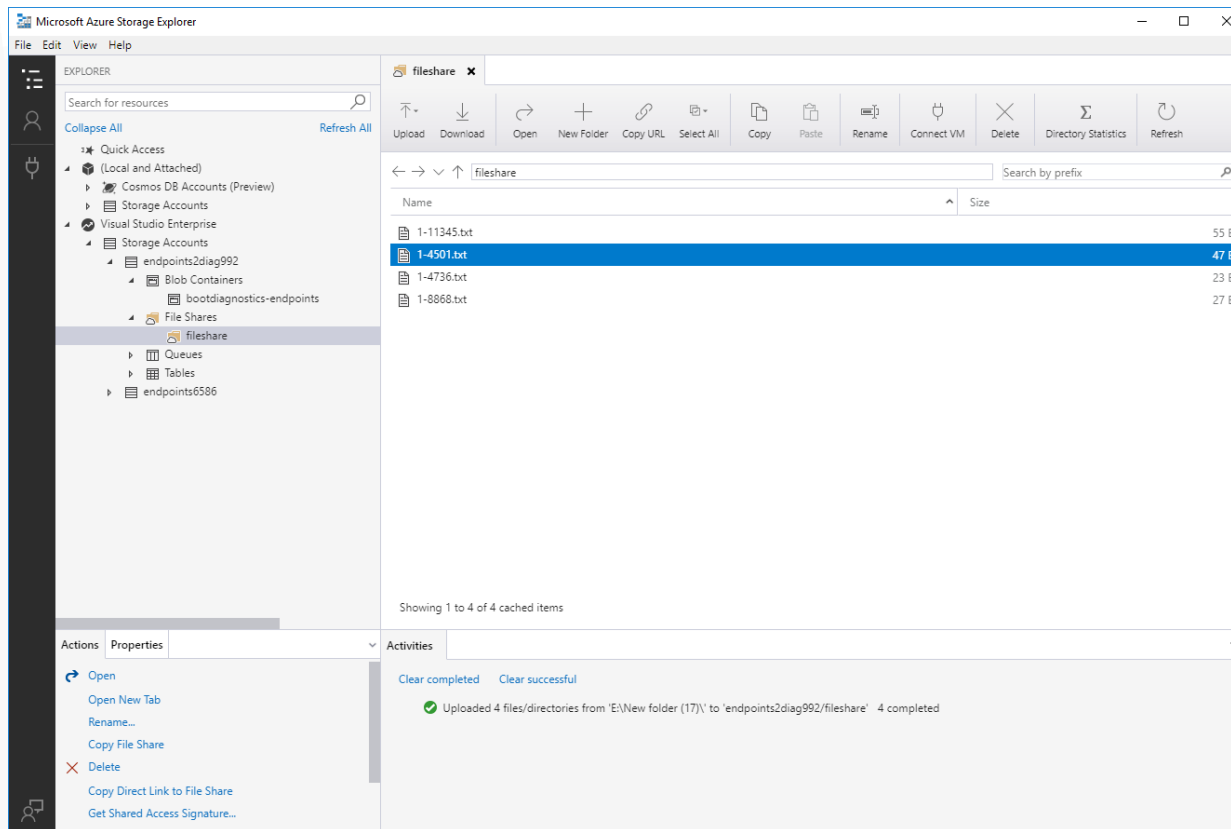 Microsoft Azure Storage Explorer
File Edit View Help
EXPLORER
Search for resources
Collapse All Refresh All
Quick Access
(Local and Attached)
Cosmos DB Accounts (Preview)
Storage Accounts
Visual Studio Enterprise
Storage Accounts
endpoints2diag992
Blob Containers
bootdiagnostics-endpoints
File Shares
fileshare
Queues
Tables
endpoints6586
Actions Properties
Open
Open New Tab
Rename...
Copy File Share
Delete
Copy Direct Link to File Share
Get Shared Access Signature...
fileshare
Upload Download Open New Folder Copy URL Select All Copy Paste Rename Connect VM Delete Directory Statistics Refresh
fileshare Search by prefix
Name Size
1-11345.txt 55
1-4501.txt 47
1-4736.txt 23
1-8868.txt 27
Showing 1 to 4 of 4 cached items
Activities
Clear completed Clear successful
Uploaded 4 files/directories from 'E:\New folder (17)\' to 'endpoints2diag992/fileshare' 4 completed